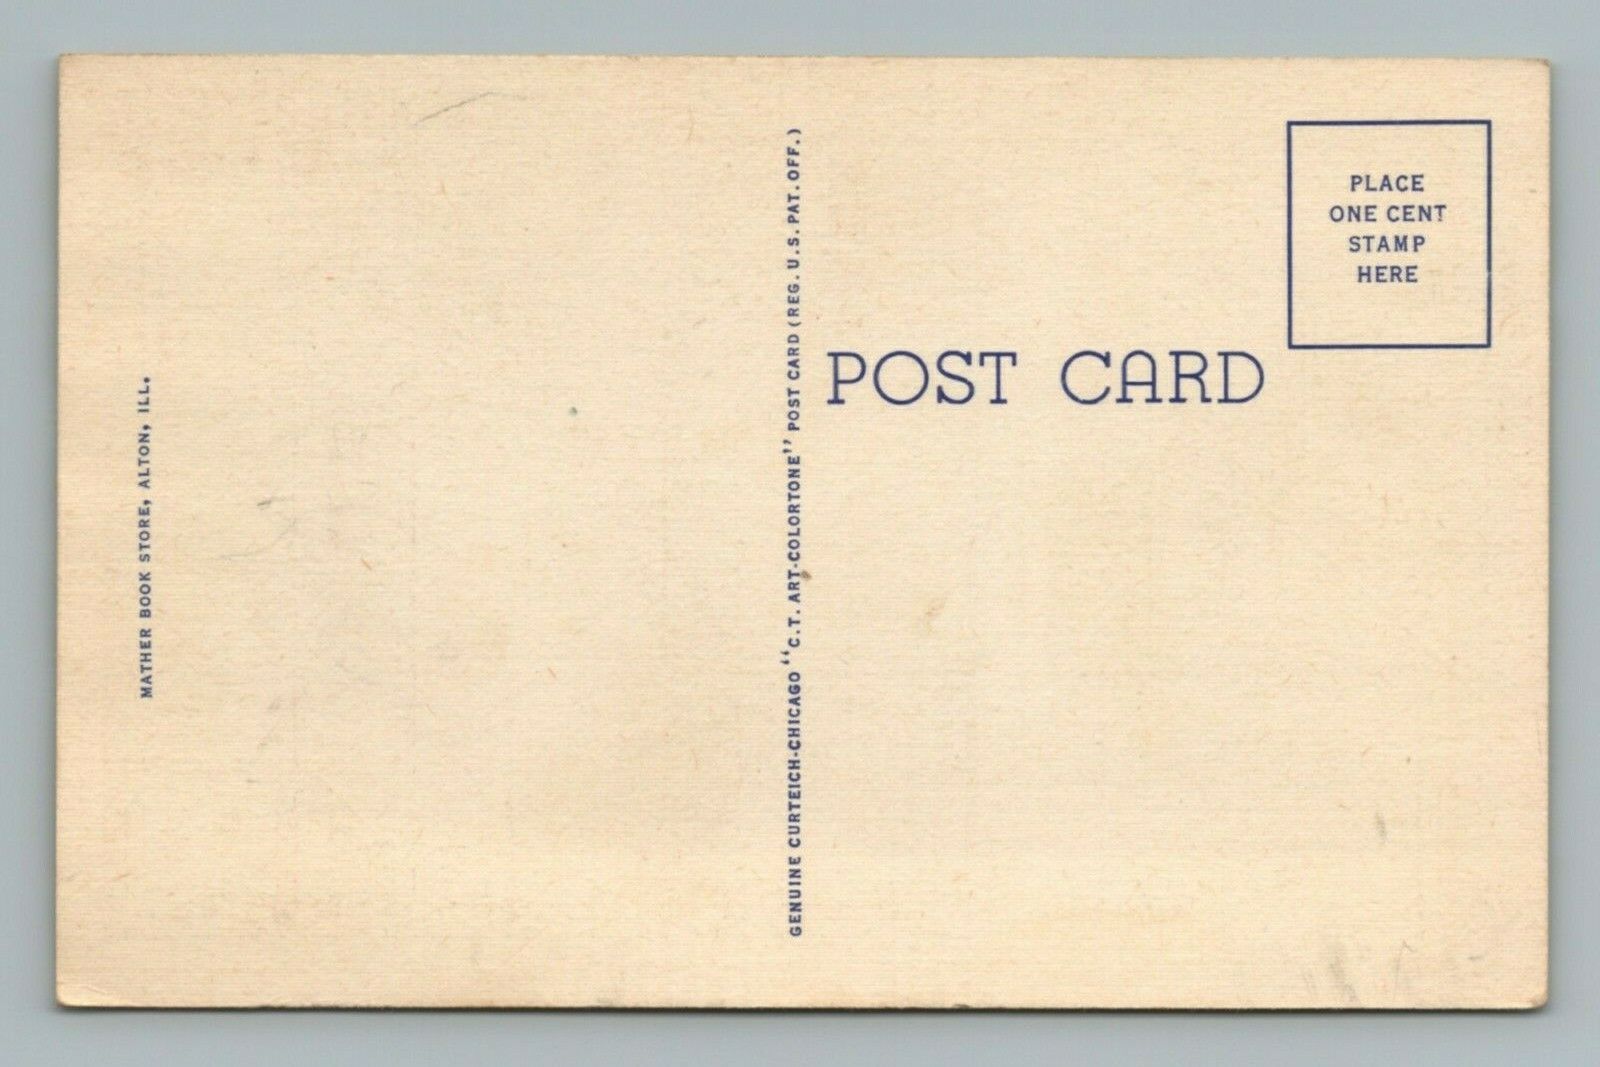 MATHER BOOK STORE, ALTON, ILL.
GENUINE CURTEICH-CHICAGO "C.T. ART-COLORTONE" POST CARD (REG. U.S. PAT. OFF.)
PLACE
ONE CENT
STAMP
HERE
POST CARD